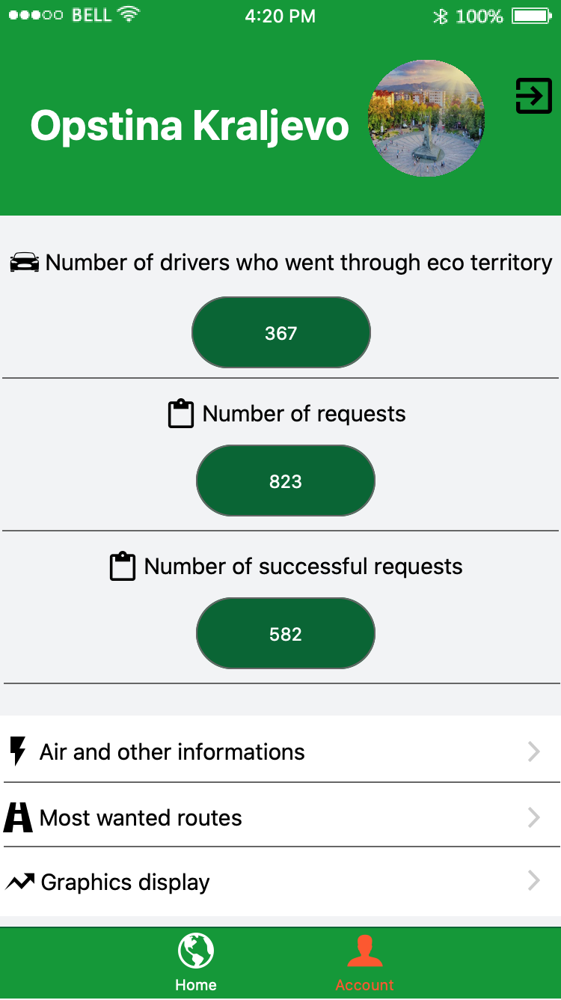 BELL 4:20 PM 100%
Opstina Kraljevo
Number of drivers who went through eco territory
367
Number of requests
823
Number of successful requests
582
Air and other informations
Most wanted routes
Graphics display
Home Account